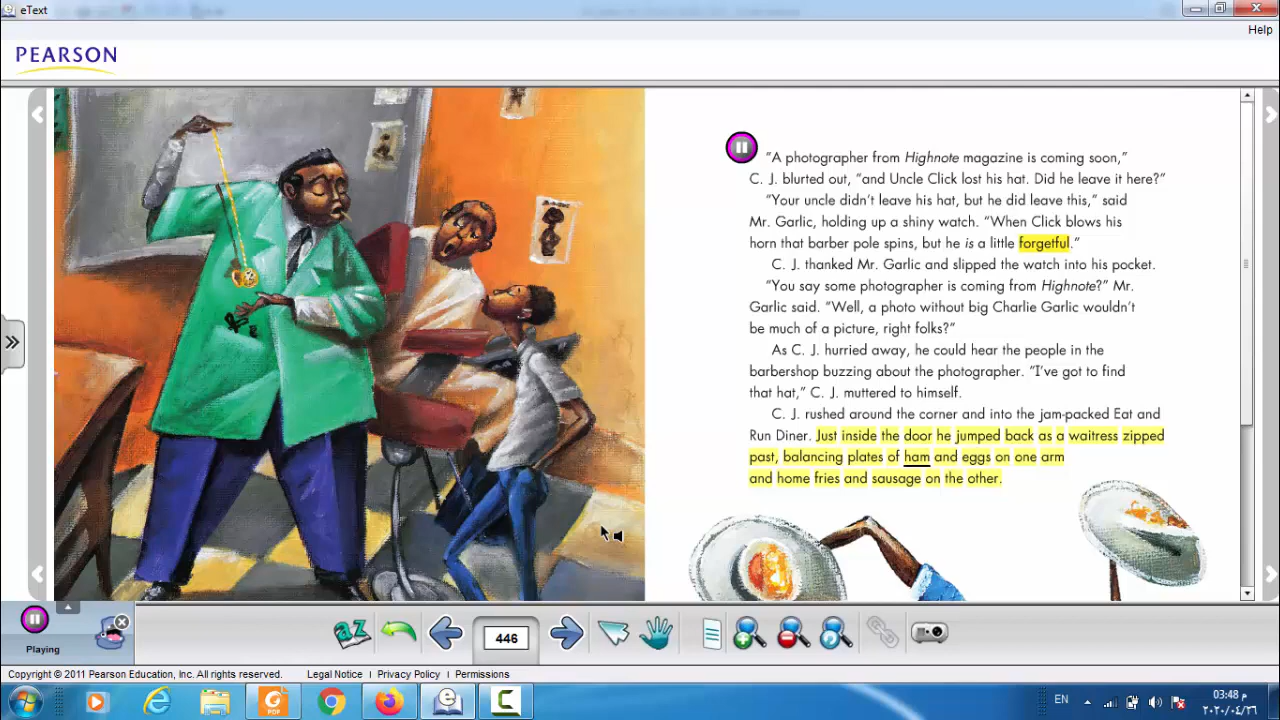 eText
Help
PEARSON
"A photographer from Highnote magazine is coming soon,"
C. J. blurted out, "and Uncle Click lost his hat. Did he leave it here?"
"Your uncle didn't leave his hat, but he did leave this," said
Mr. Garlic, holding up a shiny watch. "When Click blows his
horn that barber pole spins, but he is a little forgetful."
C. J. thanked Mr. Garlic and slipped the watch into his pocket.
"You say some photographer is coming from Highnote?" Mr.
Garlic said. "Well, a photo without big Charlie Garlic wouldn't
be much of a picture, right folks?"
As C. J. hurried away, he could hear the people in the
barbershop buzzing about the photographer. "I've got to find
that hat," C. J. muttered to himself.
C. J. rushed around the corner and into the jam-packed Eat and
Run Diner. Just inside the door he jumped back as a waitress zipped
past, balancing plates of ham and eggs on one arm
and home fries and sausage on the other.
Playing
aZ
446
Copyright © 2011 Pearson Education, Inc. All rights reserved. Legal Notice | Privacy Policy | Permissions
PDF
EN
03:48 م
٢٠٢٠/٠٤/٢٦